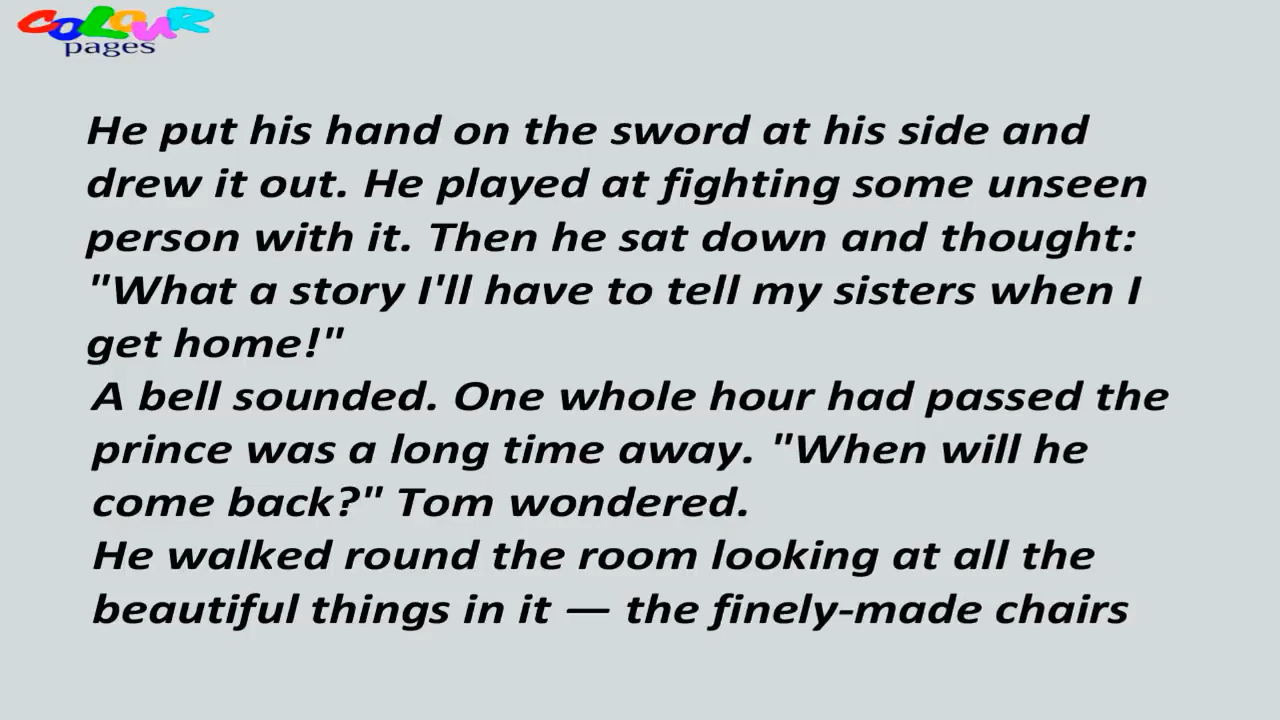 COLOUR
pages
He put his hand on the sword at his side and
drew it out. He played at fighting some unseen
person with it. Then he sat down and thought:
"What a story I'll have to tell my sisters when I
get home!"
A bell sounded. One whole hour had passed the
prince was a long time away. "When will he
come back?" Tom wondered.
He walked round the room looking at all the
beautiful things in it — the finely-made chairs